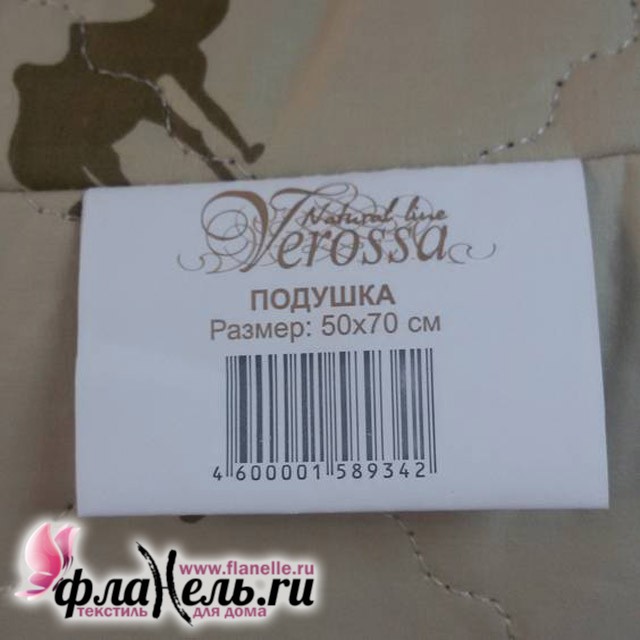 Natural line
Verossa
ПОДУШКА
Размер: 50x70 см
4 600001 589342
www.flanelle.ru
флаНель.ru
текстиль для дома